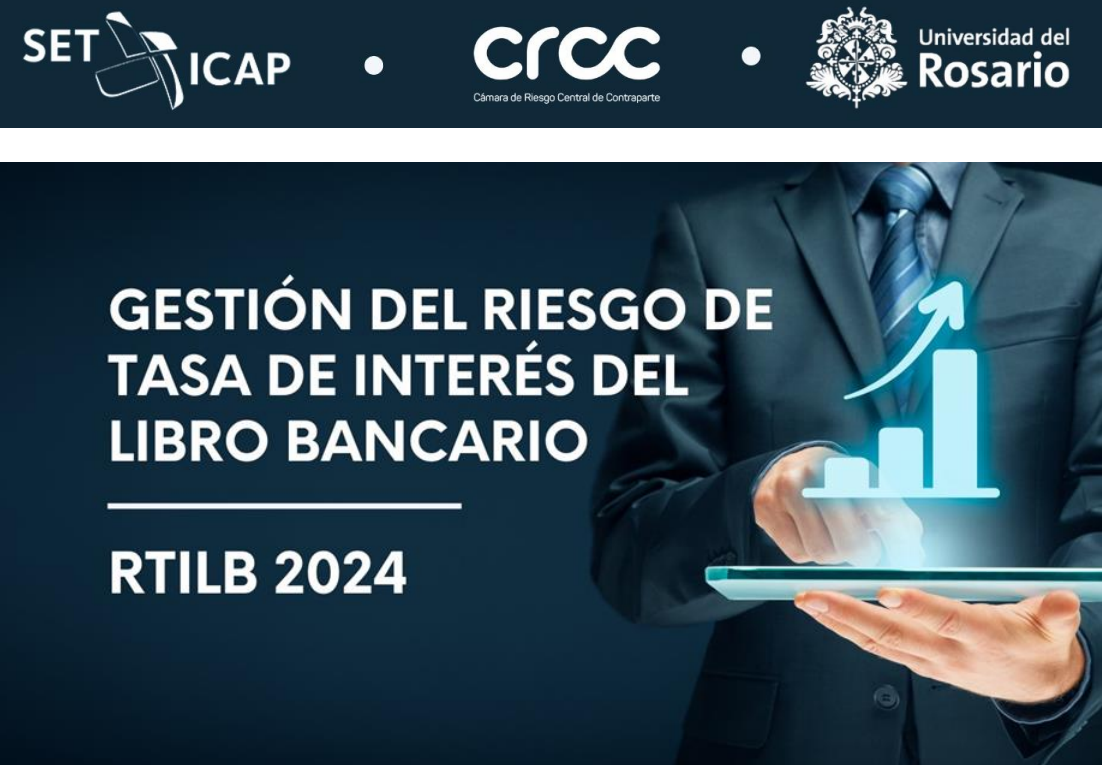 SET ICAP
crcc
Cámara de Riesgo Central de Contraparte
Universidad del
Rosario
GESTIÓN DEL RIESGO DE
TASA DE INTERÉS DEL
LIBRO BANCARIO
RTILB 2024